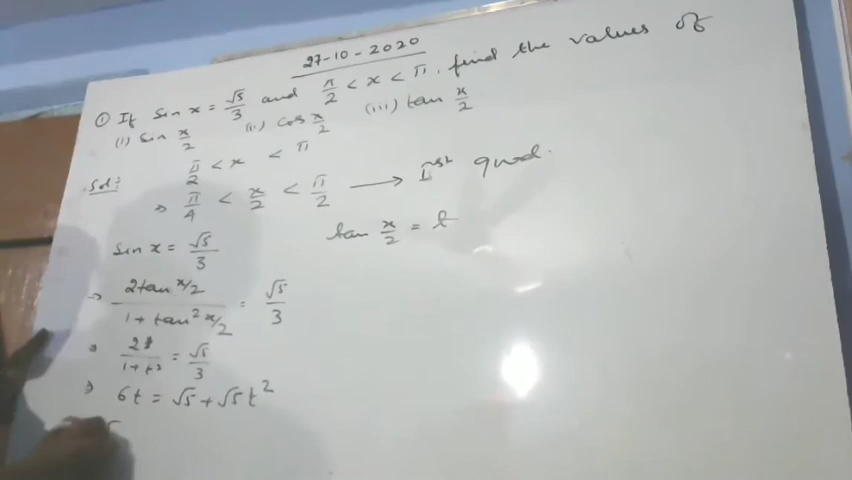 27-10-2020
① If sin x = √5/3 and π/2 < x < π, find the values of
(i) sin x/2 (ii) cos x/2 (iii) tan x/2
Sol: π/2 < x < π
⇒ π/4 < x/2 < π/2 → Ist quad.
sin x = √5/3 tan x/2 = t
⇒ 2tan x/2 / 1 + tan² x/2 = √5/3
⇒ 2t / 1+t² = √5/3
⇒ 6t = √5 + √5t²